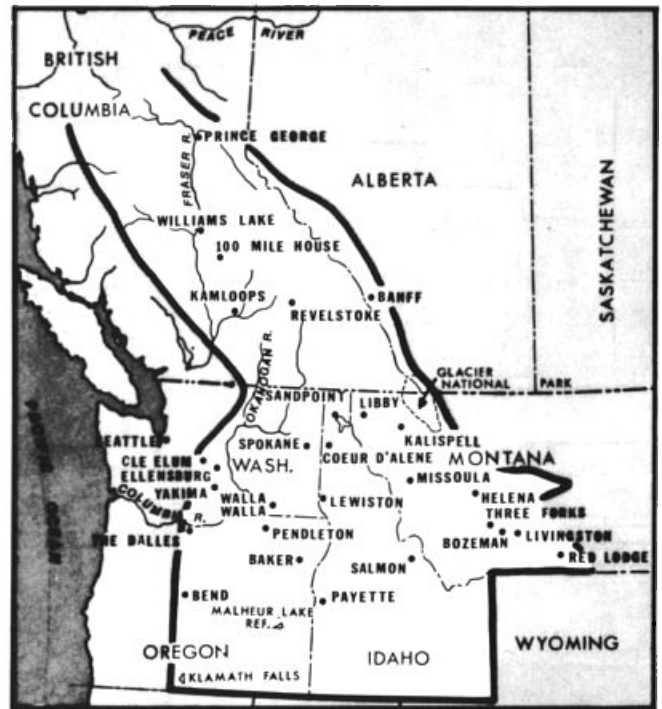 PEACE RIVER
BRITISH
COLUMBIA
PRINCE GEORGE
FRASER R.
ALBERTA
SASKATCHEWAN
WILLIAMS LAKE
100 MILE HOUSE
KAMLOOPS
BANFF
REVELSTOKE
OKANOGAN R.
GLACIER
NATIONAL PARK
SANDPOINT
LIBBY
KALISPELL
SEATTLE
SPOKANE
COEUR D'ALENE
MONTANA
CLE ELUM
WASH.
ELLENSBURG
MISSOULA
YAKIMA
HELENA
COLUMBIA R.
WALLA
WALLA
LEWISTON
THREE FORKS
THE DALLES
PENDLETON
BOZEMAN
LIVINGSTON
PACIFIC OCEAN
BAKER
SALMON
RED LODGE
BEND
MALHEUR LAKE
REF.
PAYETTE
OREGON
IDAHO
WYOMING
KLAMATH FALLS